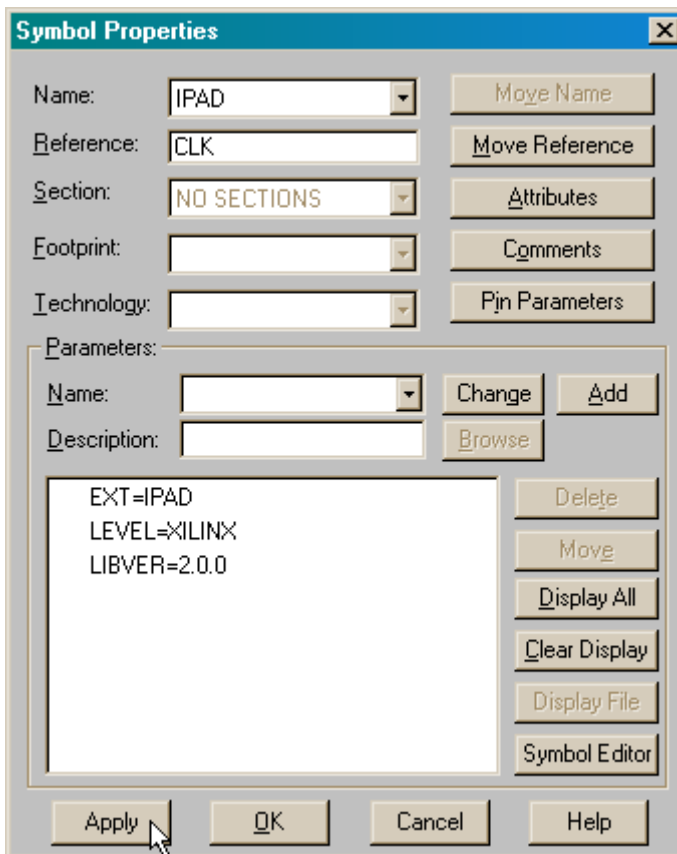 Symbol Properties
Name: IPAD Move Name
Reference: CLK Move Reference
Section: NO SECTIONS Attributes
Footprint: Comments
Technology: Pin Parameters
Parameters:
Name: Change Add
Description: Browse
EXT=IPAD Delete
LEVEL=XILINX Move
LIBVER=2.0.0
Display All
Clear Display
Display File
Symbol Editor
Apply OK Cancel Help